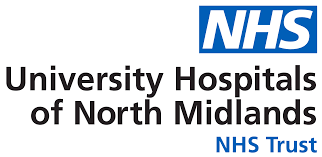 NHS
University Hospitals
of North Midlands
NHS Trust